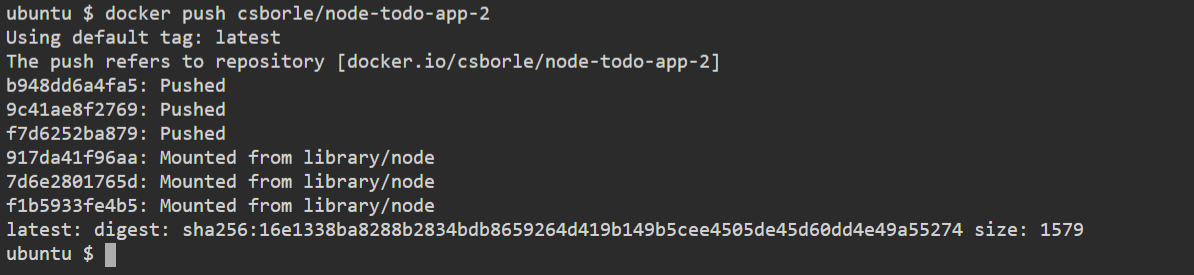 ubuntu $ docker push csborle/node-todo-app-2
Using default tag: latest
The push refers to repository [docker.io/csborle/node-todo-app-2]
b948dd6a4fa5: Pushed
9c41ae8f2769: Pushed
f7d6252ba879: Pushed
917da41f96aa: Mounted from library/node
7d6e2801765d: Mounted from library/node
f1b5933fe4b5: Mounted from library/node
latest: digest: sha256:16e1338ba8288b2834bdb8659264d419b149b5cee4505de45d60dd4e49a55274 size: 1579
ubuntu $